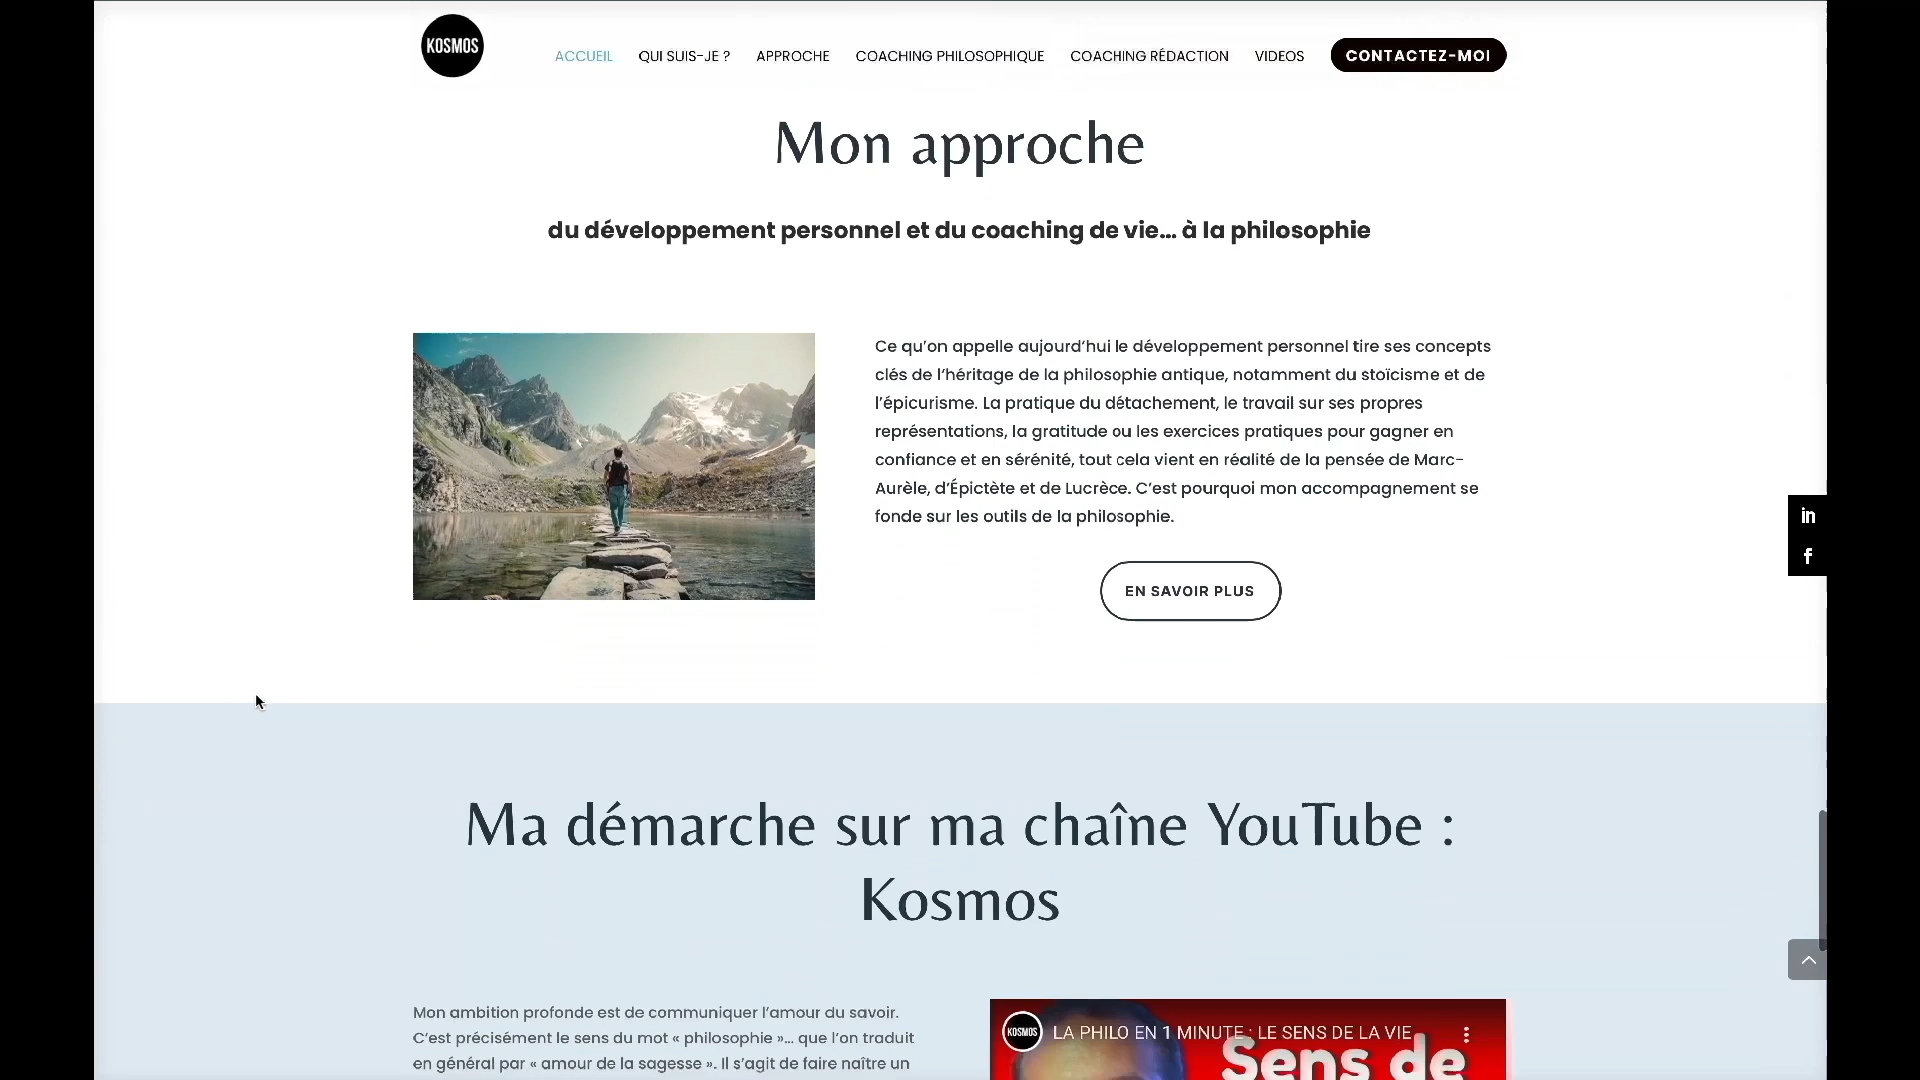 KOSMOS
ACCUEIL QUI SUIS-JE ? APPROCHE COACHING PHILOSOPHIQUE COACHING RÉDACTION VIDEOS CONTACTEZ-MOI
Mon approche
du développement personnel et du coaching de vie... à la philosophie
Ce qu'on appelle aujourd'hui le développement personnel tire ses concepts
clés de l'héritage de la philosophie antique, notamment du stoïcisme et de
l'épicurisme. La pratique du détachement, le travail sur ses propres
représentations, la gratitude ou les exercices pratiques pour gagner en
confiance et en sérénité, tout cela vient en réalité de la pensée de Marc-
Aurèle, d'Épictète et de Lucrèce. C'est pourquoi mon accompagnement se
fonde sur les outils de la philosophie.
EN SAVOIR PLUS
in
f
Ma démarche sur ma chaîne YouTube :
Kosmos
Mon ambition profonde est de communiquer l'amour du savoir.
C'est précisément le sens du mot « philosophie »... que l'on traduit
en général par « amour de la sagesse ». Il s'agit de faire naître un
KOSMOS LA PHILO EN 1 MINUTE : LE SENS DE LA VIE
Sens de